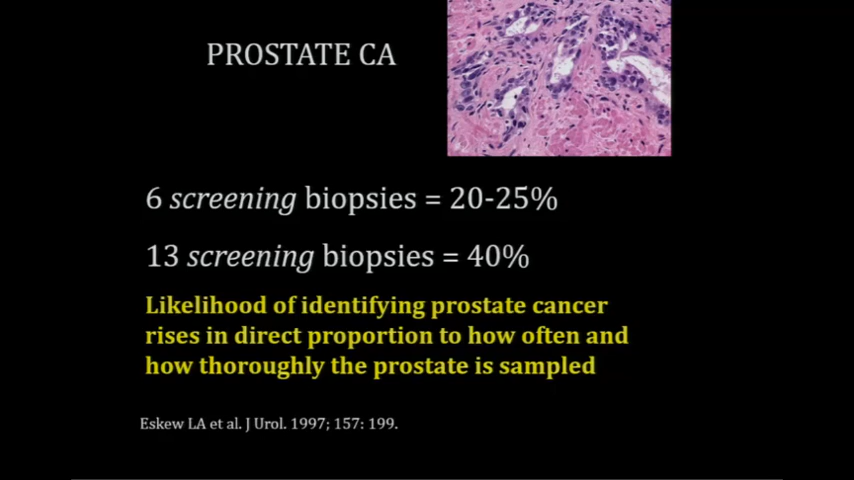 PROSTATE CA
6 screening biopsies = 20-25%
13 screening biopsies = 40%
Likelihood of identifying prostate cancer
rises in direct proportion to how often and
how thoroughly the prostate is sampled
Eskew LA et al. J Urol. 1997; 157: 199.